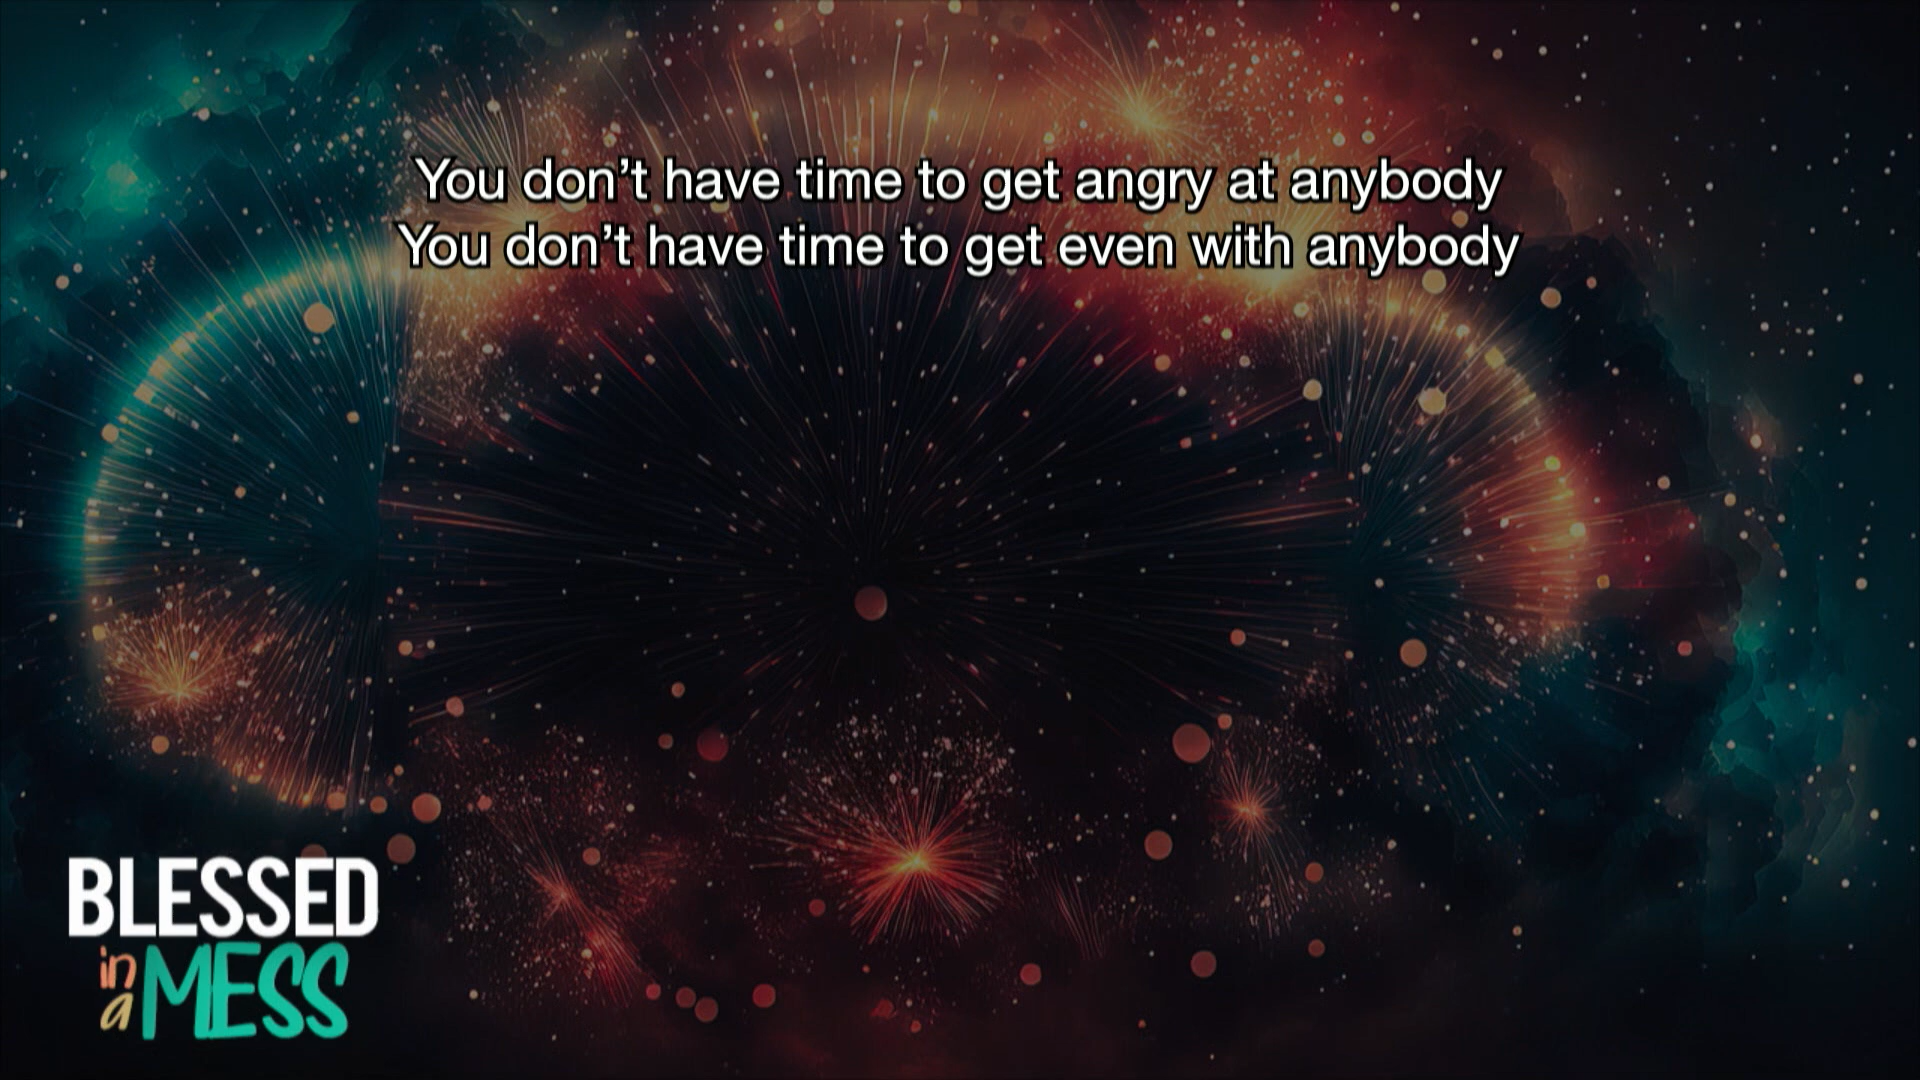 You don’t have time to get angry at anybody
You don’t have time to get even with anybody
BLESSED
in
a MESS